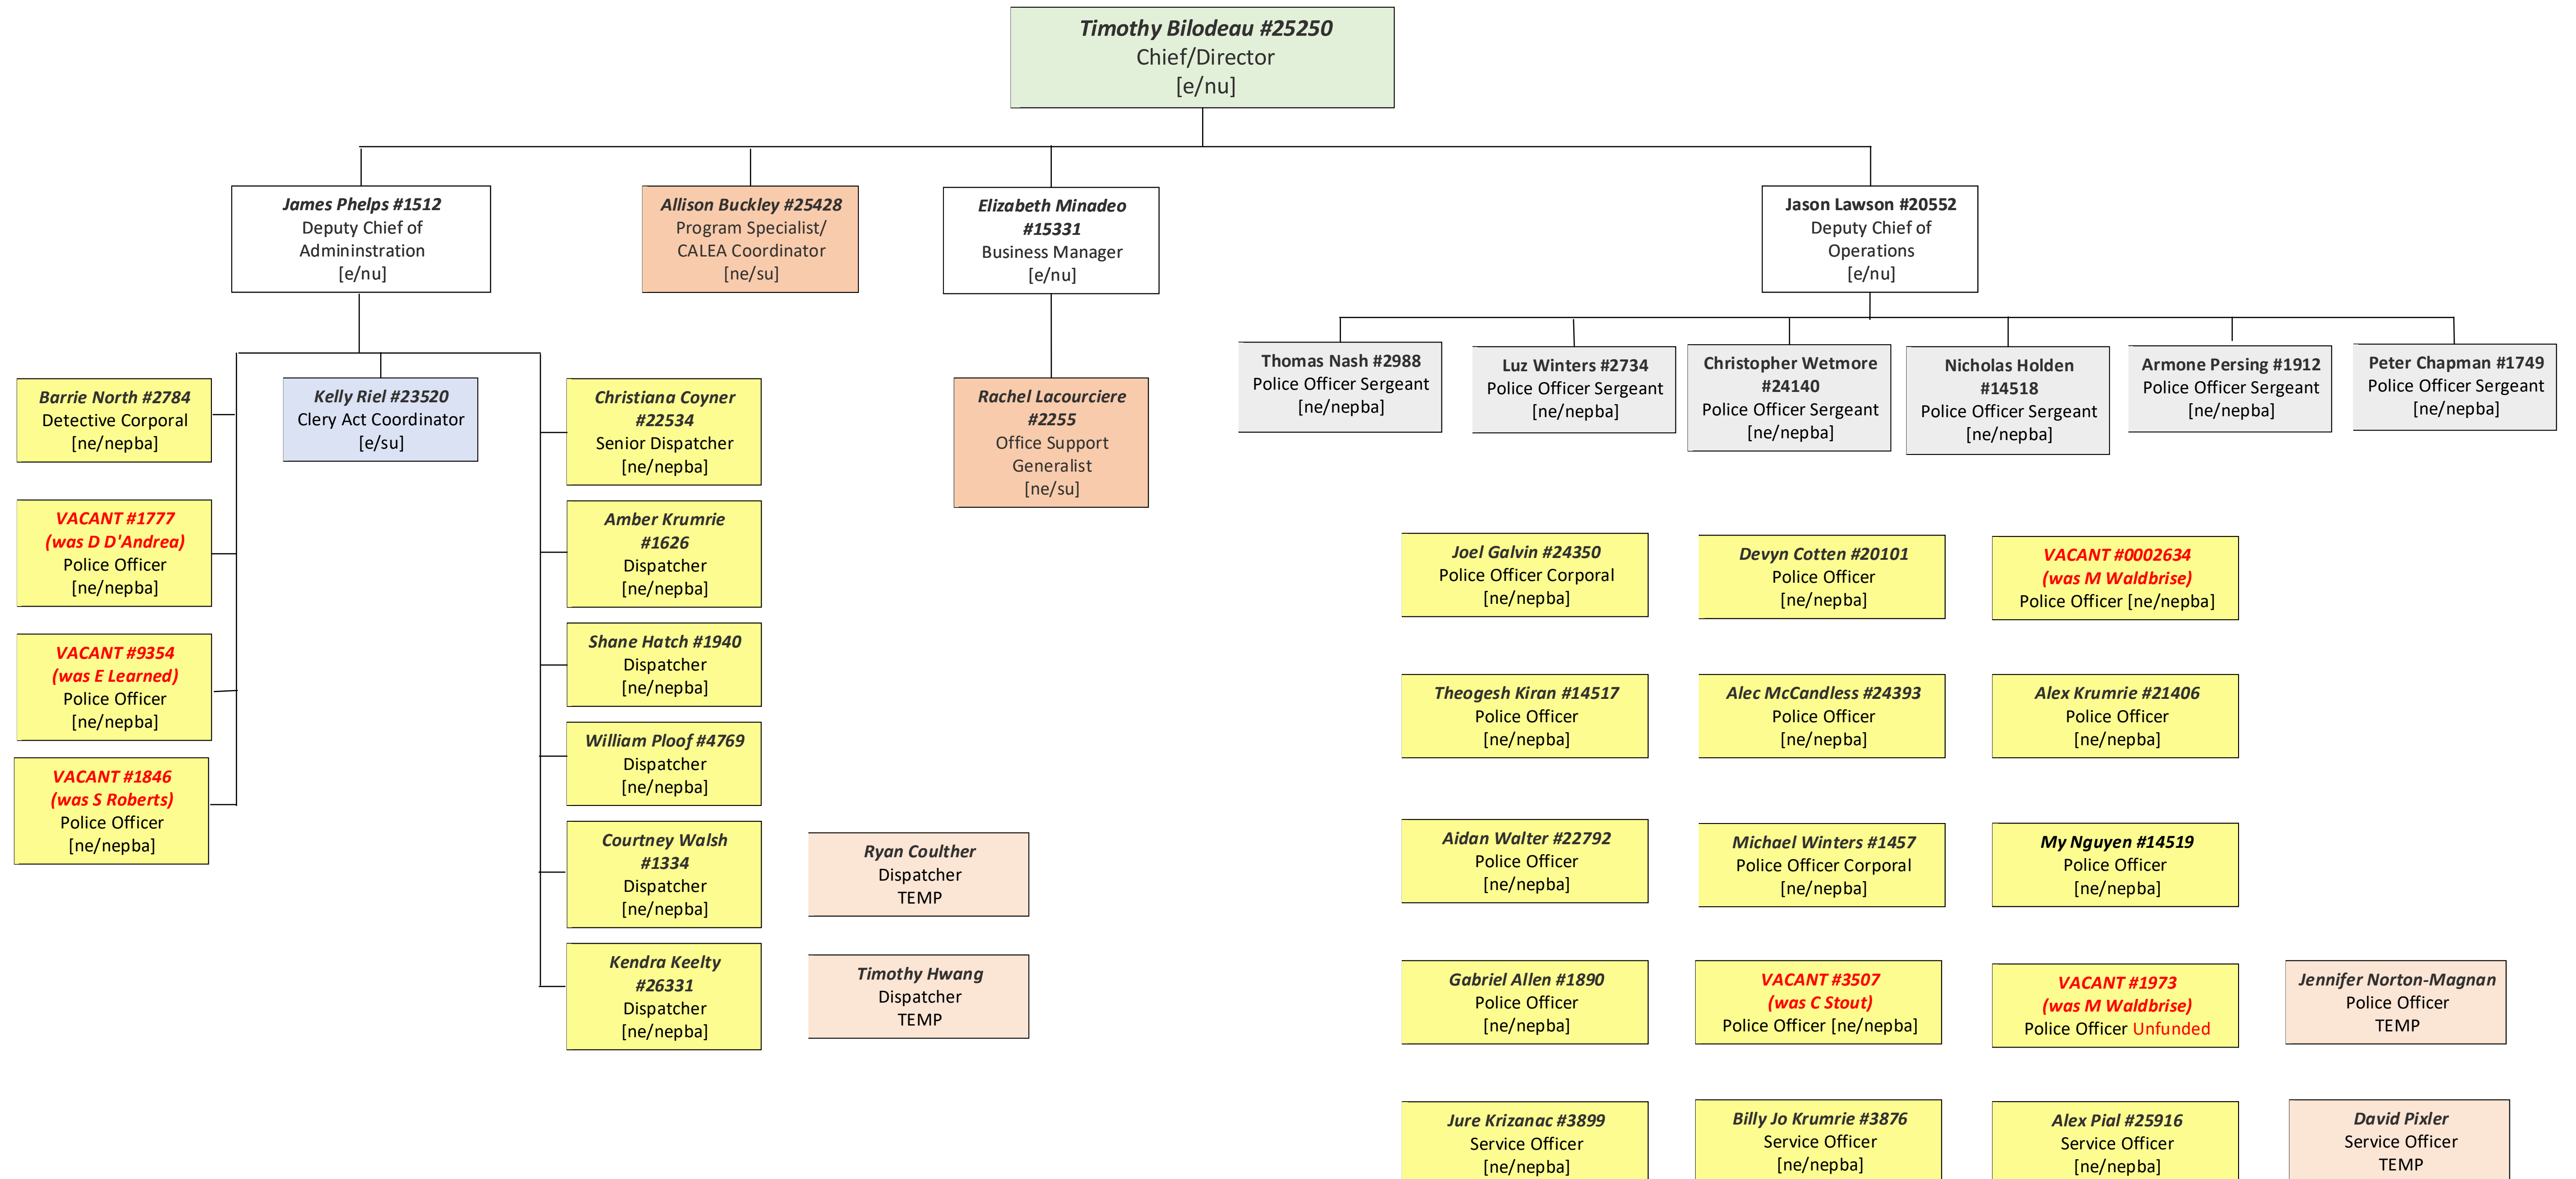 Timothy Bilodeau #25250
Chief/Director
[e/nu]
James Phelps #1512
Deputy Chief of
Admininstration
[e/nu]
Allison Buckley #25428
Program Specialist/
CALEA Coordinator
[ne/su]
Elizabeth Minadeo
#15331
Business Manager
[e/nu]
Jason Lawson #20552
Deputy Chief of
Operations
[e/nu]
Thomas Nash #2988
Police Officer Sergeant
[ne/nepba]
Luz Winters #2734
Police Officer Sergeant
[ne/nepba]
Christopher Wetmore
#24140
Police Officer Sergeant
[ne/nepba]
Nicholas Holden
#14518
Police Officer Sergeant
[ne/nepba]
Armone Persing #1912
Police Officer Sergeant
[ne/nepba]
Peter Chapman #1749
Police Officer Sergeant
[ne/nepba]
Barrie North #2784
Detective Corporal
[ne/nepba]
Kelly Riel #23520
Clery Act Coordinator
[e/su]
Christiana Coyner
#22534
Senior Dispatcher
[ne/nepba]
Rachel Lacourciere
#2255
Office Support
Generalist
[ne/su]
VACANT #1777
(was D D'Andrea)
Police Officer
[ne/nepba]
Amber Krumrie
#1626
Dispatcher
[ne/nepba]
Joel Galvin #24350
Police Officer Corporal
[ne/nepba]
Devyn Cotten #20101
Police Officer
[ne/nepba]
VACANT #0002634
(was M Waldbrise)
Police Officer [ne/nepba]
VACANT #9354
(was E Learned)
Police Officer
[ne/nepba]
Shane Hatch #1940
Dispatcher
[ne/nepba]
Theogesh Kiran #14517
Police Officer
[ne/nepba]
Alec McCandless #24393
Police Officer
[ne/nepba]
Alex Krumrie #21406
Police Officer
[ne/nepba]
VACANT #1846
(was S Roberts)
Police Officer
[ne/nepba]
William Ploof #4769
Dispatcher
[ne/nepba]
Courtney Walsh
#1334
Dispatcher
[ne/nepba]
Ryan Coulther
Dispatcher
TEMP
Aidan Walter #22792
Police Officer
[ne/nepba]
Michael Winters #1457
Police Officer Corporal
[ne/nepba]
My Nguyen #14519
Police Officer
[ne/nepba]
Kendra Keelty
#26331
Dispatcher
[ne/nepba]
Timothy Hwang
Dispatcher
TEMP
Gabriel Allen #1890
Police Officer
[ne/nepba]
VACANT #3507
(was C Stout)
Police Officer [ne/nepba]
VACANT #1973
(was M Waldbrise)
Police Officer Unfunded
Jennifer Norton-Magnan
Police Officer
TEMP
Jure Krizanac #3899
Service Officer
[ne/nepba]
Billy Jo Krumrie #3876
Service Officer
[ne/nepba]
Alex Pial #25916
Service Officer
[ne/nepba]
David Pixler
Service Officer
TEMP